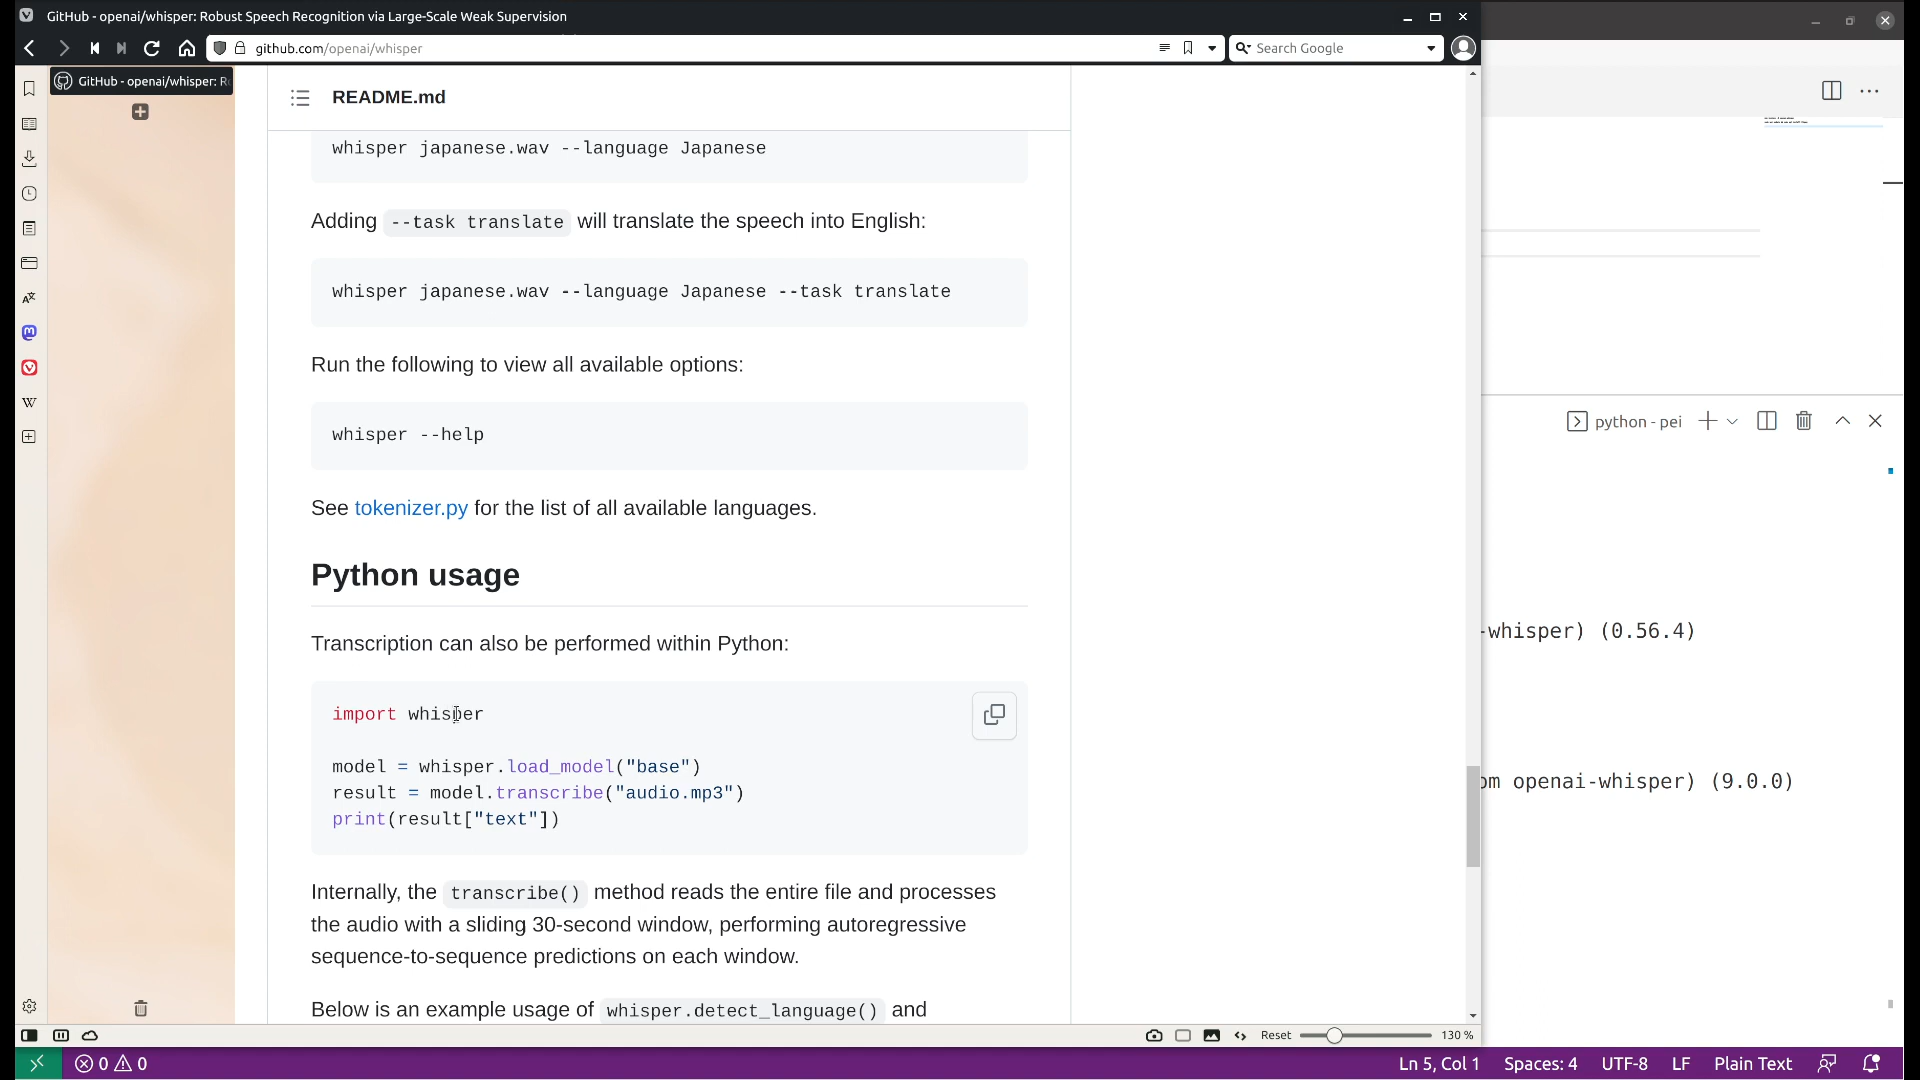 GitHub - openai/whisper: Robust Speech Recognition via Large-Scale Weak Supervision
github.com/openai/whisper
Search Google
GitHub - openai/whisper: R
README.md
whisper japanese.wav --language Japanese
Adding --task translate will translate the speech into English:
whisper japanese.wav --language Japanese --task translate
Run the following to view all available options:
whisper --help
See tokenizer.py for the list of all available languages.
Python usage
Transcription can also be performed within Python:
import whisper
model = whisper.load_model("base")
result = model.transcribe("audio.mp3")
print(result["text"])
Internally, the transcribe() method reads the entire file and processes
the audio with a sliding 30-second window, performing autoregressive
sequence-to-sequence predictions on each window.
Below is an example usage of whisper.detect_language() and
python - pei
-whisper) (0.56.4)
om openai-whisper) (9.0.0)
Reset
130 %
0 0
Ln 5, Col 1
Spaces: 4
UTF-8
LF
Plain Text